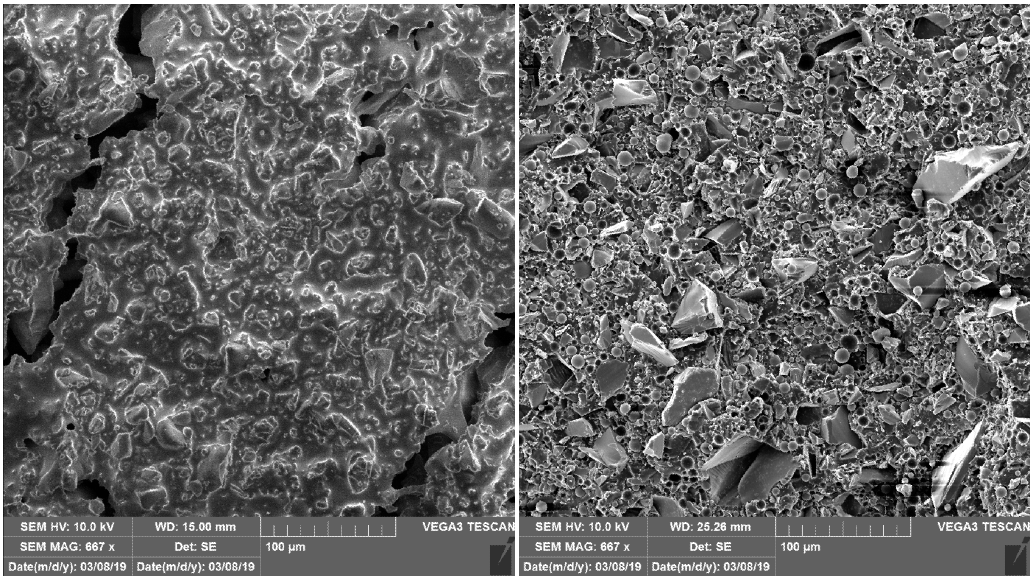 SEM HV: 10.0 kV WD: 15.00 mm VEGA3 TESCAN
SEM MAG: 667 x Det: SE 100 µm
Date(m/d/y): 03/08/19 Date(m/d/y): 03/08/19
SEM HV: 10.0 kV WD: 25.26 mm VEGA3 TESCAN
SEM MAG: 667 x Det: SE 100 µm
Date(m/d/y): 03/08/19 Date(m/d/y): 03/08/19